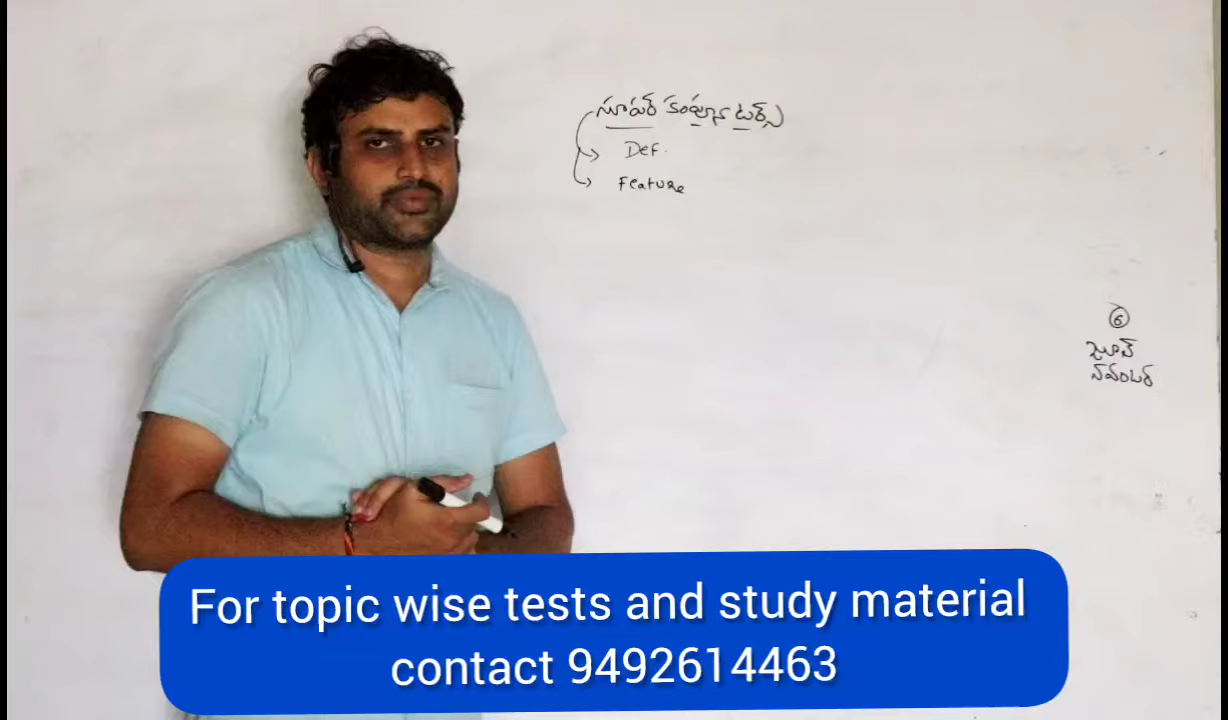 సూపర్ కంప్యూటర్స్
Def.
Feature
6
జూన్
నవంబర్
For topic wise tests and study material
contact 9492614463